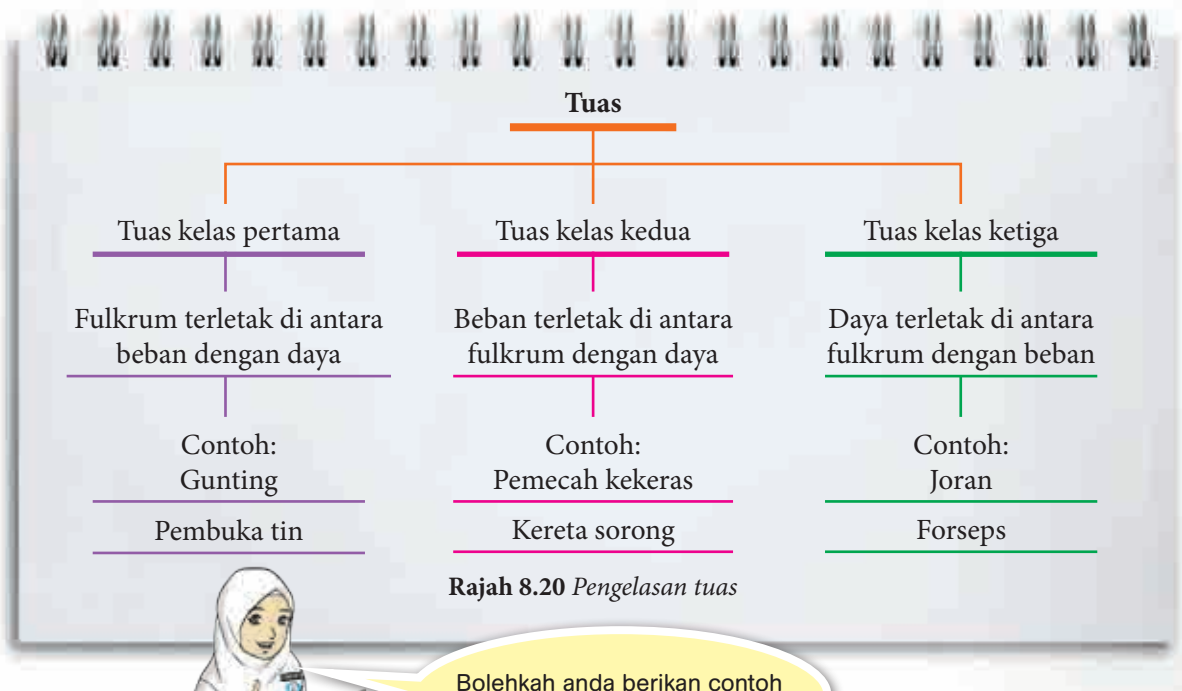 Tuas
Tuas kelas pertama
Fulkrum terletak di antara
beban dengan daya
Contoh:
Gunting
Pembuka tin
Tuas kelas kedua
Beban terletak di antara
fulkrum dengan daya
Contoh:
Pemecah kekeras
Kereta sorong
Tuas kelas ketiga
Daya terletak di antara
fulkrum dengan beban
Contoh:
Joran
Forseps
Rajah 8.20 Pengelasan tuas
Bolehkah anda berikan contoh